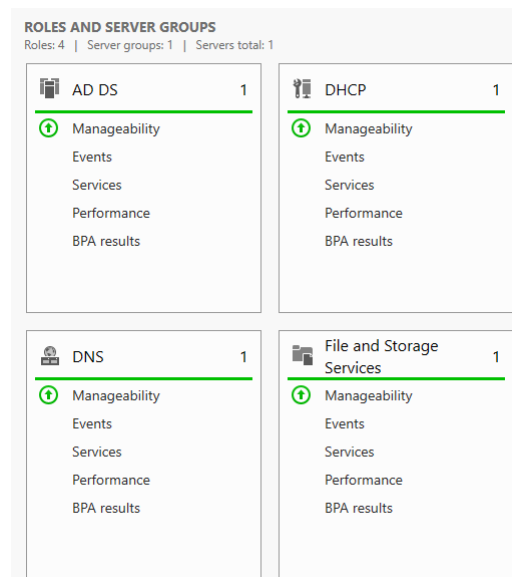 ROLES AND SERVER GROUPS
Roles: 4 | Server groups: 1 | Servers total: 1
AD DS 1
Manageability
Events
Services
Performance
BPA results
DHCP 1
Manageability
Events
Services
Performance
BPA results
DNS 1
Manageability
Events
Services
Performance
BPA results
File and Storage
Services 1
Manageability
Events
Services
Performance
BPA results